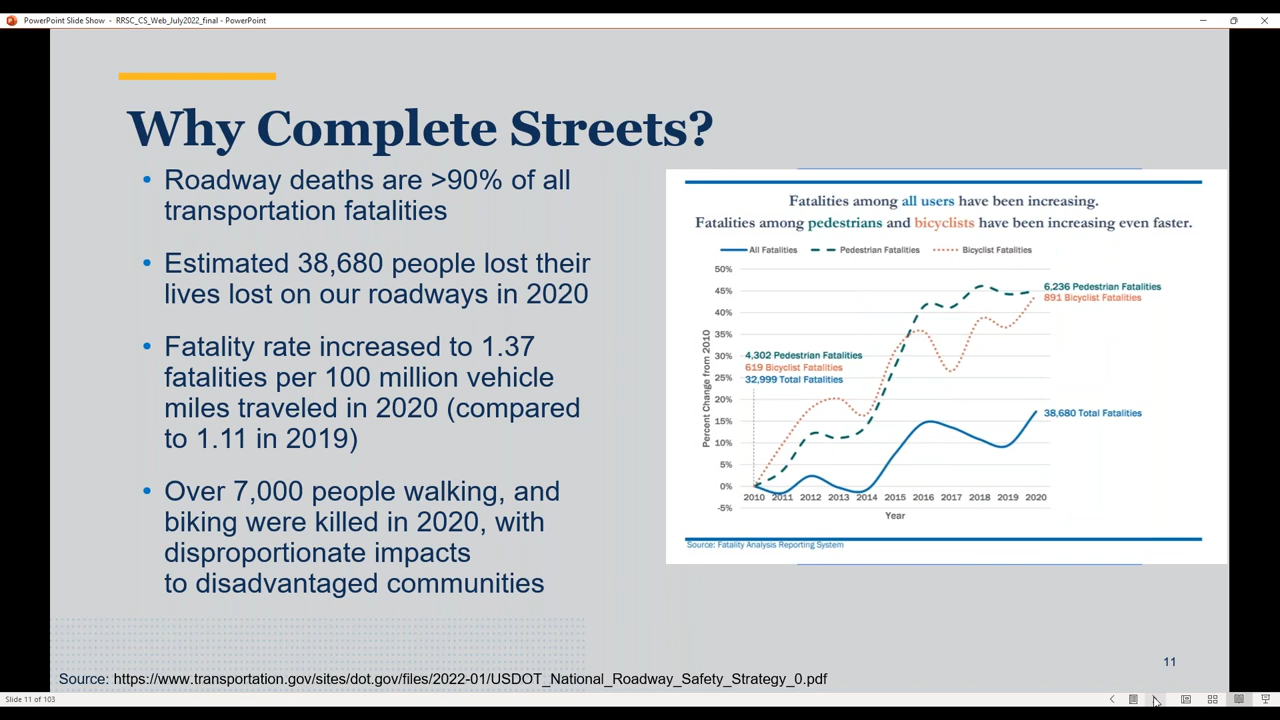 PowerPoint Slide Show - RRSC_CS_Web_July2022_final - PowerPoint
Why Complete Streets?
• Roadway deaths are >90% of all
transportation fatalities
• Estimated 38,680 people lost their
lives lost on our roadways in 2020
• Fatality rate increased to 1.37
fatalities per 100 million vehicle
miles traveled in 2020 (compared
to 1.11 in 2019)
• Over 7,000 people walking, and
biking were killed in 2020, with
disproportionate impacts
to disadvantaged communities
Fatalities among all users have been increasing.
Fatalities among pedestrians and bicyclists have been increasing even faster.
All Fatalities Pedestrian Fatalities Bicyclist Fatalities
50%
45%
40%
35%
30%
25%
20%
15%
10%
5%
0%
-5%
Percent Change from 2010
4,302 Pedestrian Fatalities
619 Bicyclist Fatalities
32,999 Total Fatalities
6,236 Pedestrian Fatalities
891 Bicyclist Fatalities
38,680 Total Fatalities
2010 2011 2012 2013 2014 2015 2016 2017 2018 2019 2020
Year
Source: Fatality Analysis Reporting System
11
Source: https://www.transportation.gov/sites/dot.gov/files/2022-01/USDOT_National_Roadway_Safety_Strategy_0.pdf
Slide 11 of 103